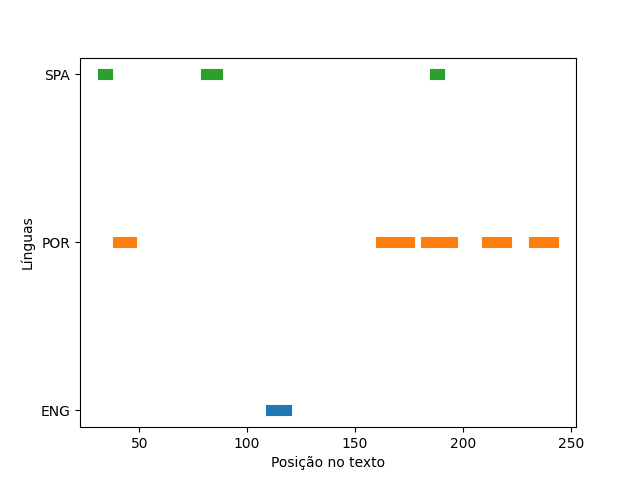 SPA
POR
ENG
Línguas
50 100 150 200 250
Posição no texto